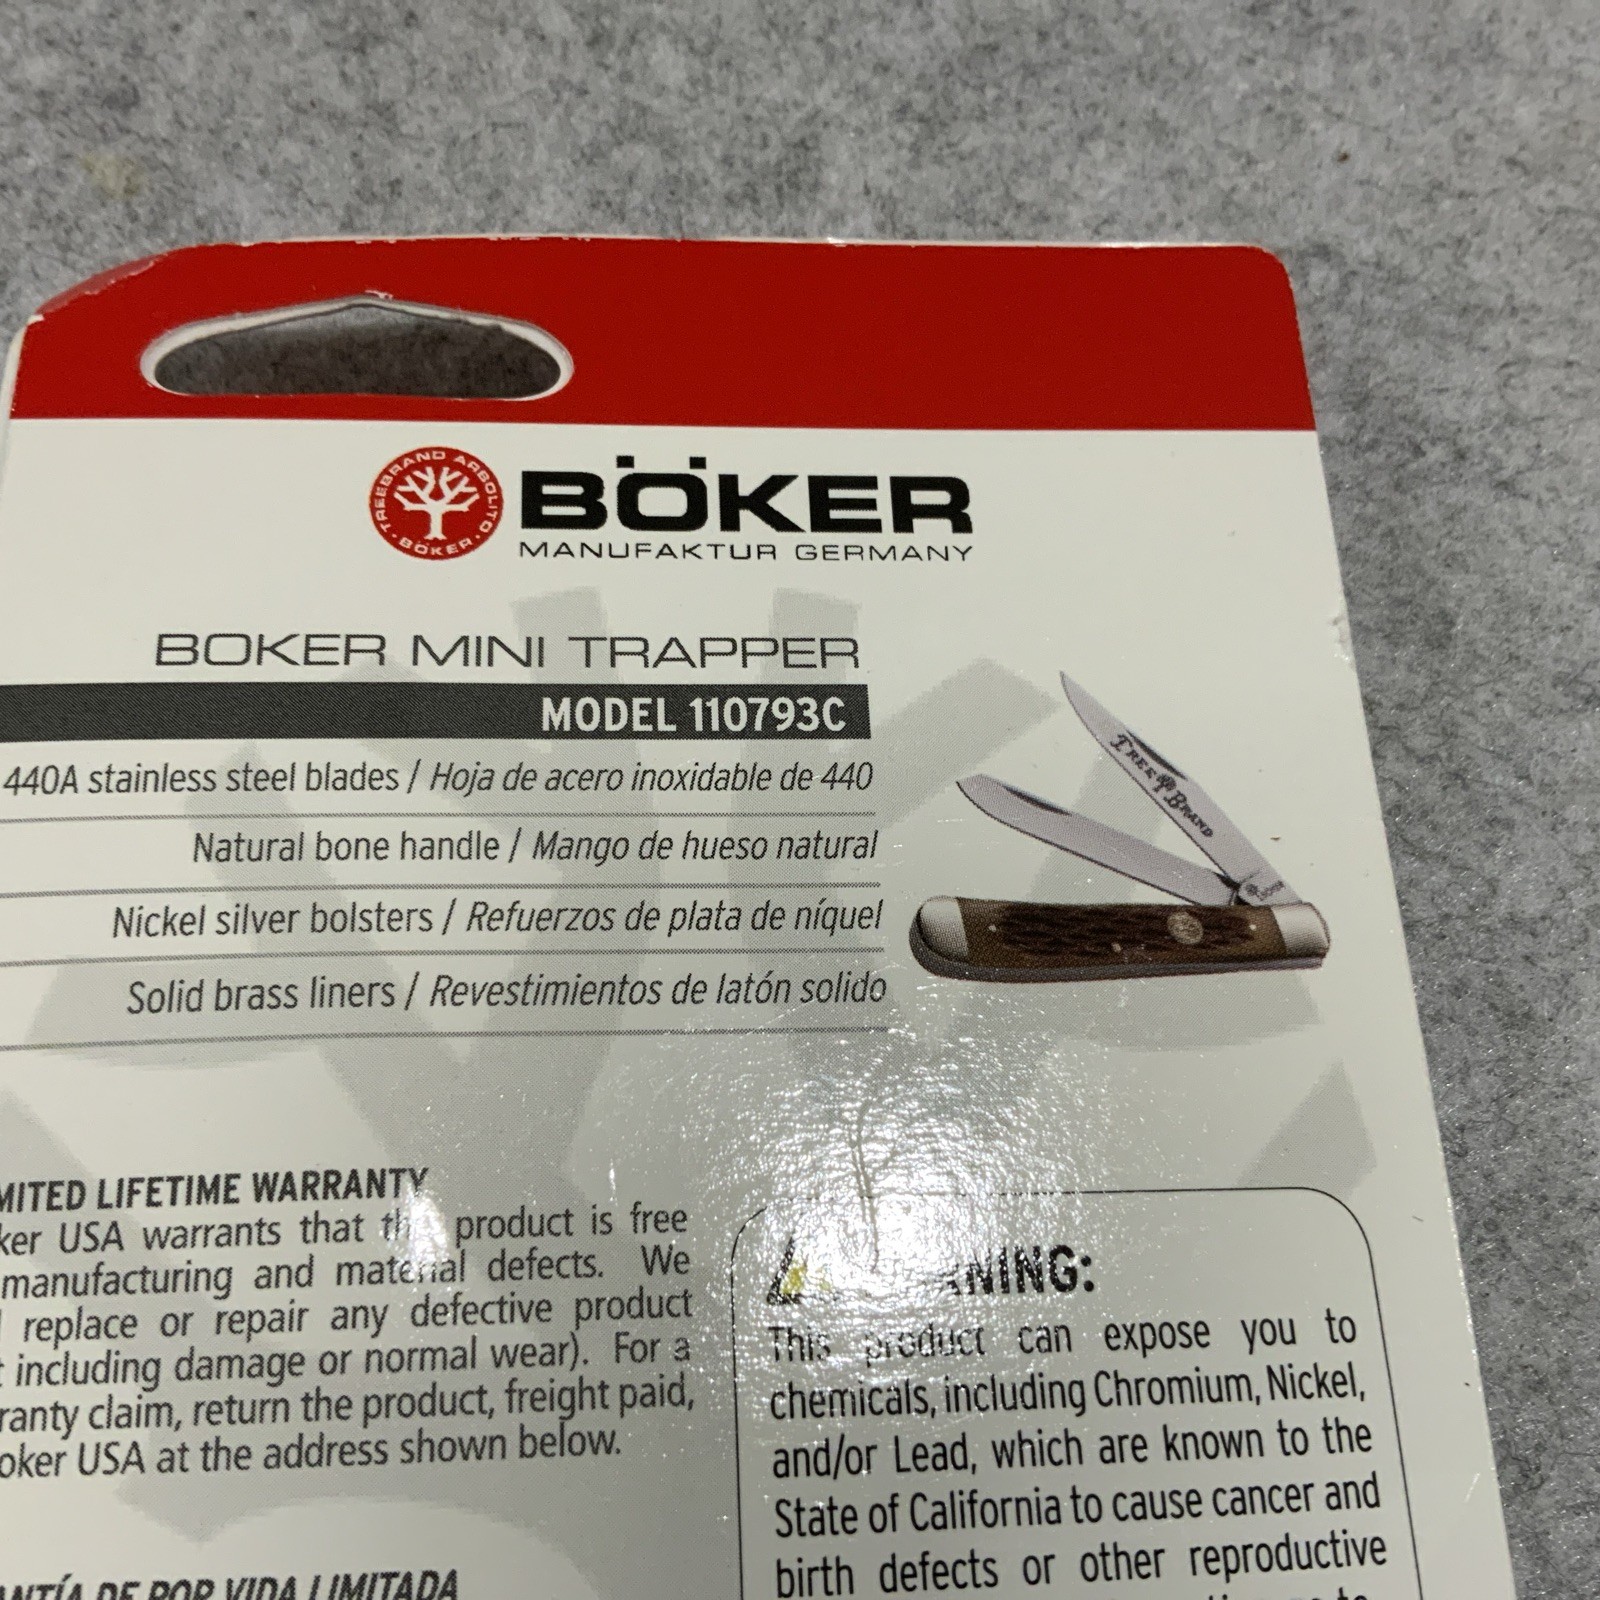 TREEBRAND ARBOLITO · BÖKER ·
BÖKER
MANUFAKTUR GERMANY
BOKER MINI TRAPPER
MODEL 110793C
440A stainless steel blades / Hoja de acero inoxidable de 440
Natural bone handle / Mango de hueso natural
Nickel silver bolsters / Refuerzos de plata de níquel
Solid brass liners / Revestimientos de latón solido
TREE BRAND
MITED LIFETIME WARRANTY
ker USA warrants that product is free
manufacturing and material defects. We
replace or repair any defective product
including damage or normal wear). For a
ranty claim, return the product, freight paid,
oker USA at the address shown below.
ANTÍA DE POR VIDA LIMITADA
NING:
This product can expose you to
chemicals, including Chromium, Nickel,
and/or Lead, which are known to the
State of California to cause cancer and
birth defects or other reproductive